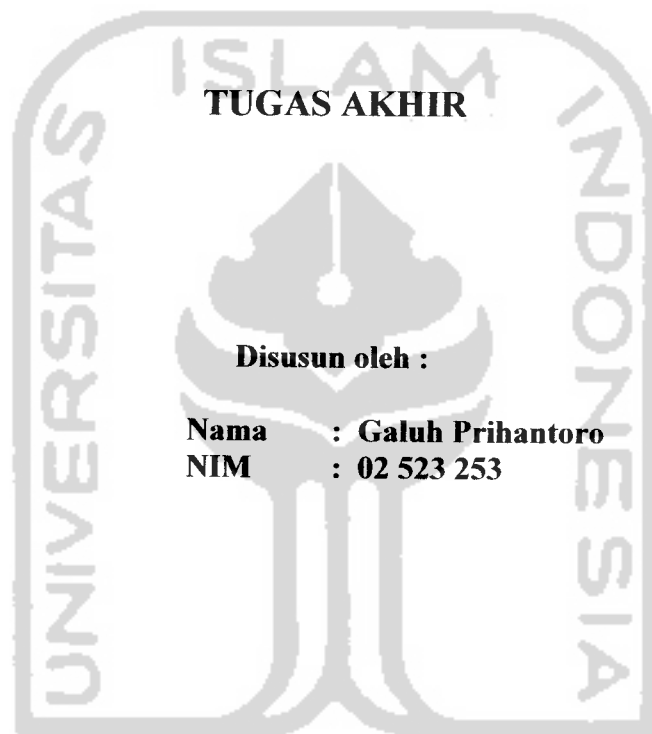 ISLAM
UNIVERSITAS
INDONESIA
TUGAS AKHIR
Disusun oleh :
Nama : Galuh Prihantoro
NIM : 02 523 253